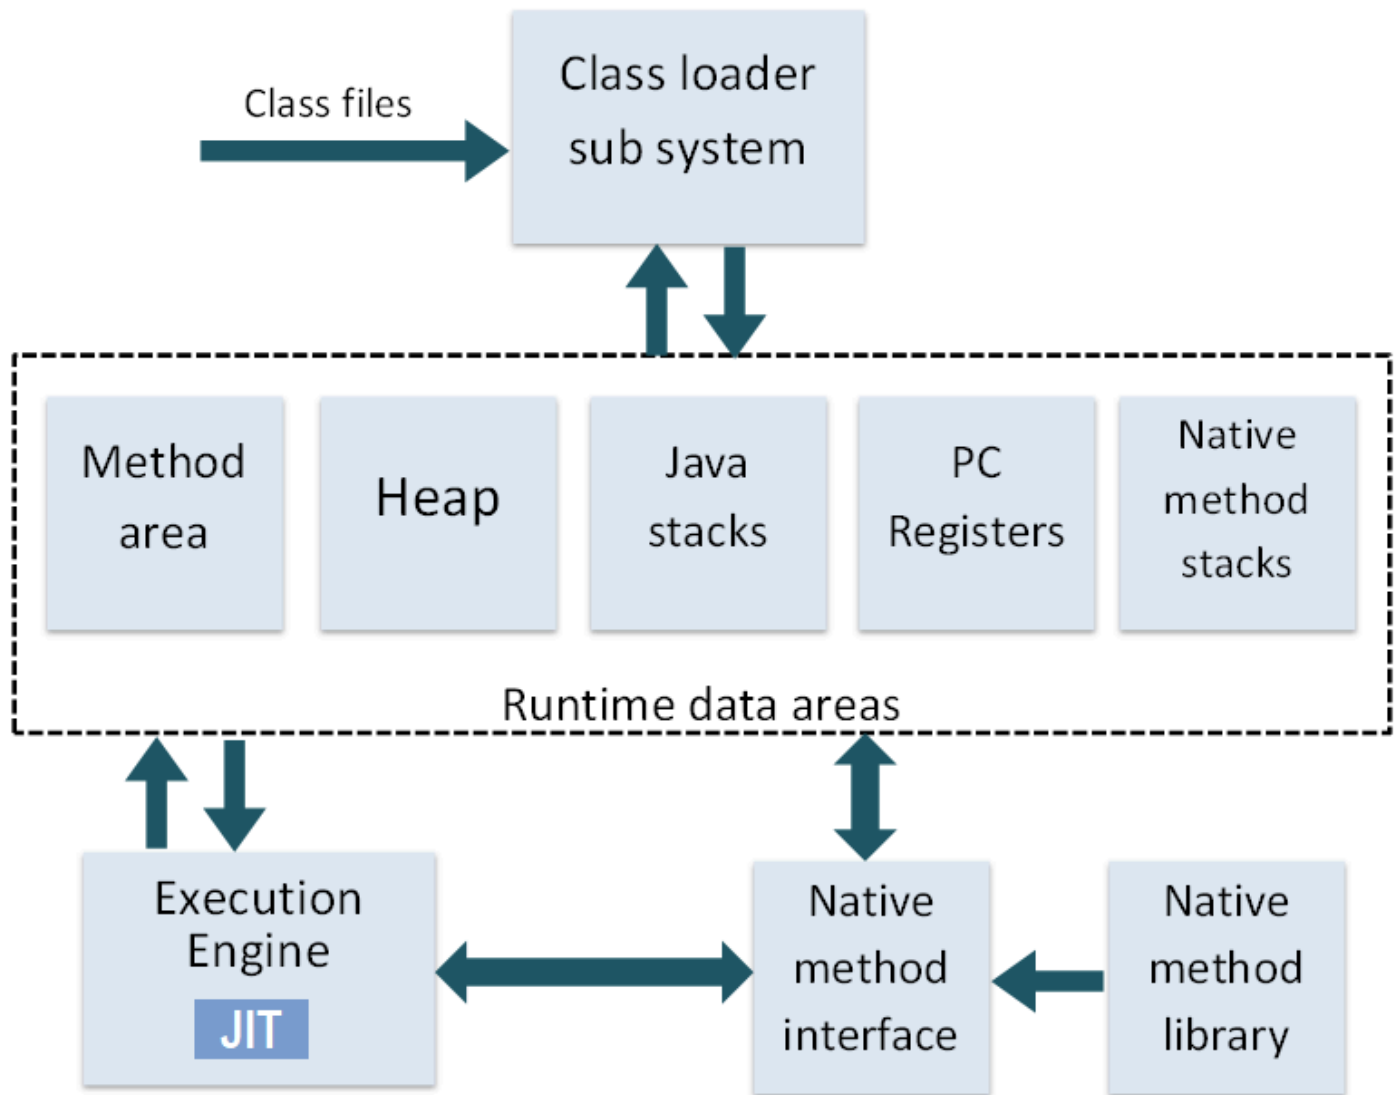 Class files
Class loader
sub system
Method
area
Heap
Java
stacks
PC
Registers
Native
method
stacks
Runtime data areas
Execution
Engine
JIT
Native
method
interface
Native
method
library